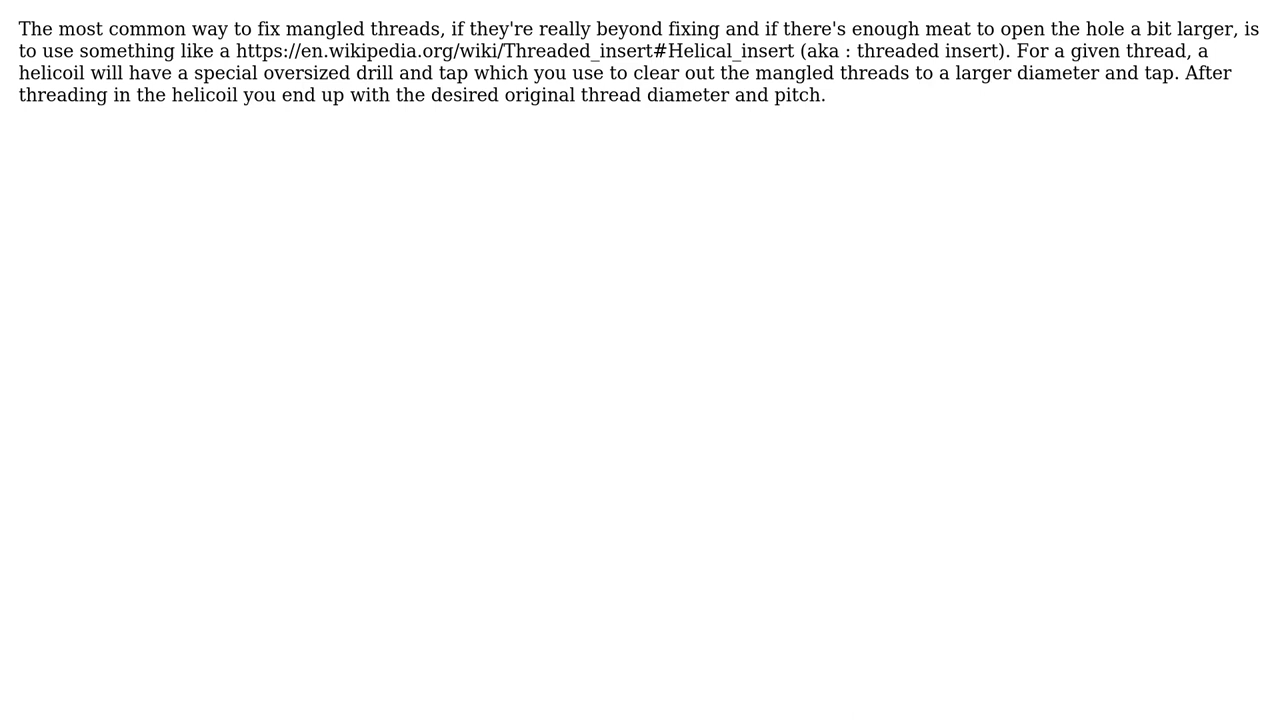 The most common way to fix mangled threads, if they're really beyond fixing and if there's enough meat to open the hole a bit larger, is
to use something like a https://en.wikipedia.org/wiki/Threaded_insert#Helical_insert (aka : threaded insert). For a given thread, a
helicoil will have a special oversized drill and tap which you use to clear out the mangled threads to a larger diameter and tap. After
threading in the helicoil you end up with the desired original thread diameter and pitch.